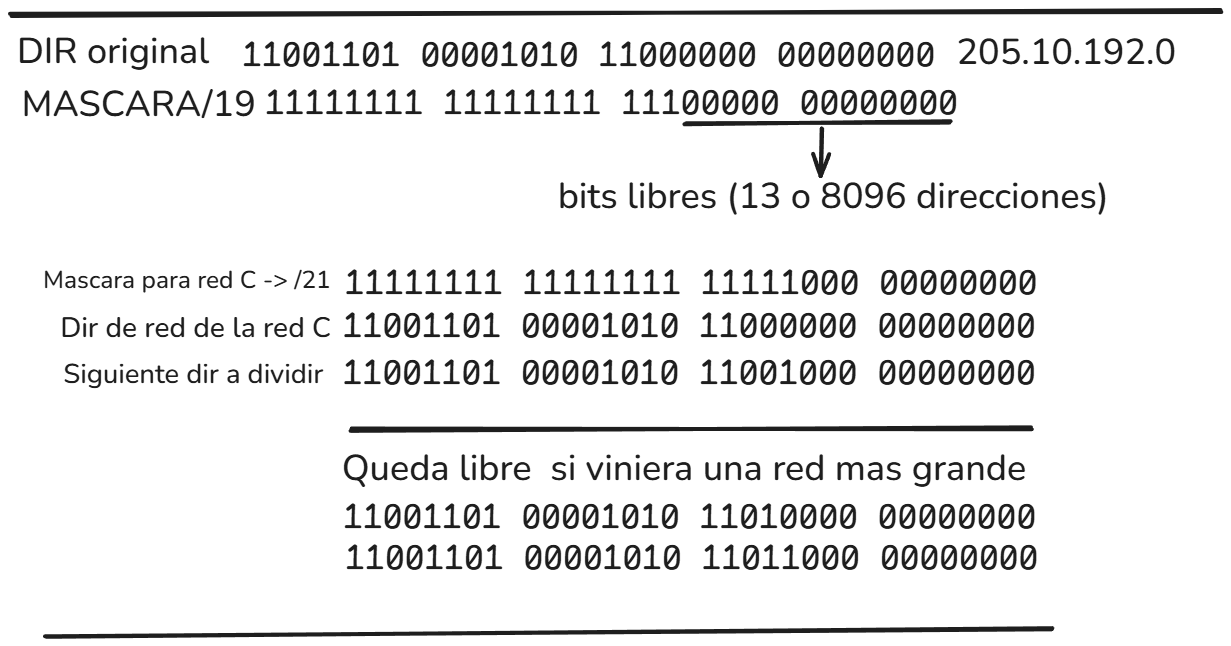 DIR original 11001101 00001010 11000000 00000000 205.10.192.0
MASCARA/19 11111111 11111111 11100000 00000000
bits libres (13 o 8096 direcciones)
Mascara para red C -> /21 11111111 11111111 11111000 00000000
Dir de red de la red C 11001101 00001010 11000000 00000000
Siguiente dir a dividir 11001101 00001010 11001000 00000000
Queda libre si viniera una red mas grande
11001101 00001010 11010000 00000000
11001101 00001010 11011000 00000000